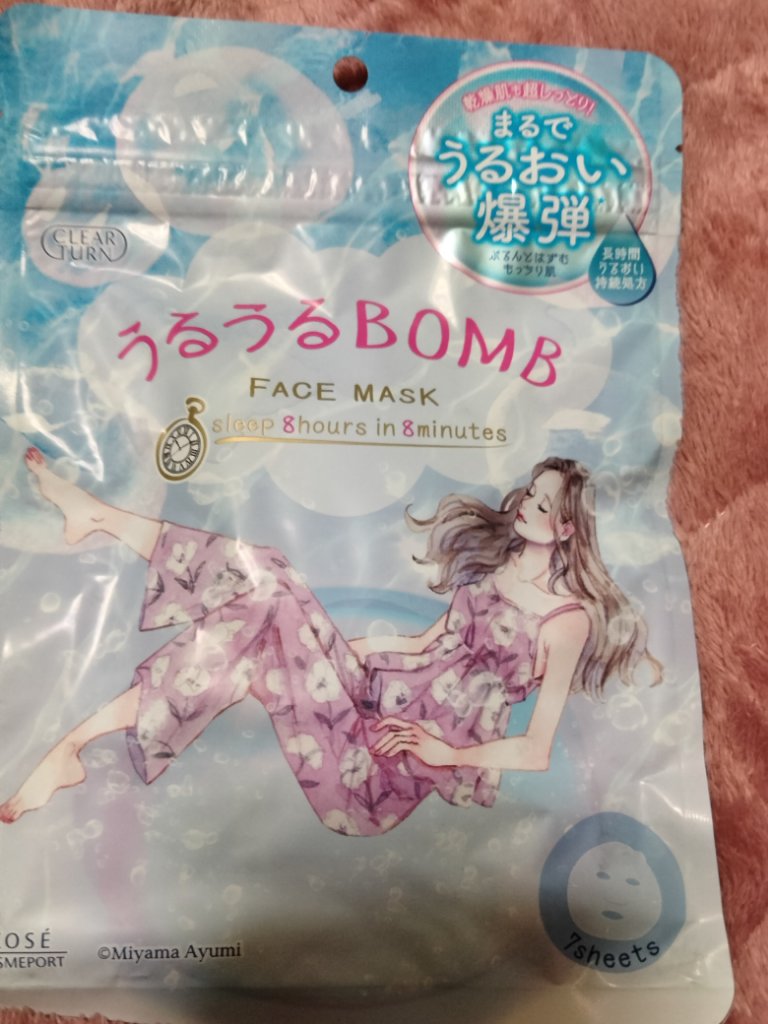 乾燥肌も超しっとり!
まるで
うるおい
爆弾
ぷるんとはずむ
もっちり肌
長時間
うるおい
持続処方
CLEAR
TURN
うるうるBOMB
FACE MASK
sleep 8hours in 8minutes
7sheets
OSÉ
SMEPORT
©Miyama Ayumi